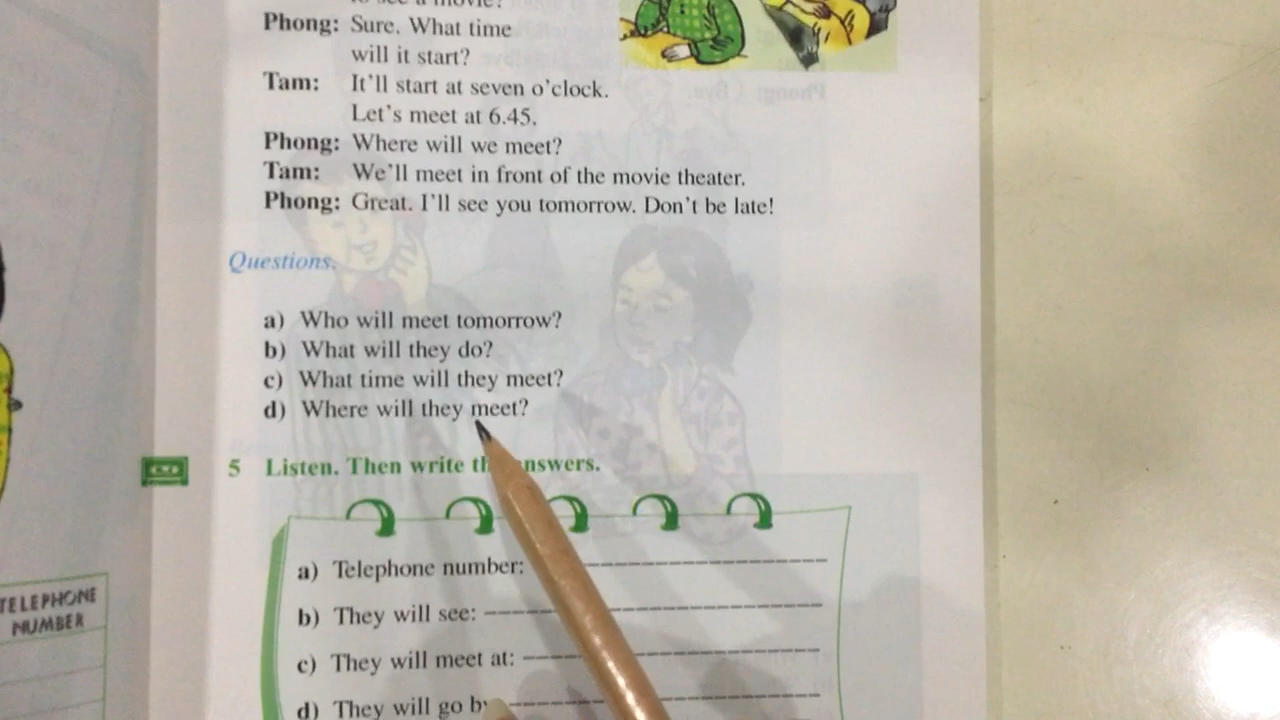 to see a movie?
Phong: Sure. What time
will it start?
Tam: It'll start at seven o'clock.
Let's meet at 6.45.
Phong: Where will we meet?
Tam: We'll meet in front of the movie theater.
Phong: Great. I'll see you tomorrow. Don't be late!
Questions.
a) Who will meet tomorrow?
b) What will they do?
c) What time will they meet?
d) Where will they meet?
5 Listen. Then write answers.
a) Telephone number:
b) They will see:
c) They will meet at:
d) They will go by
TELEPHONE
NUMBER